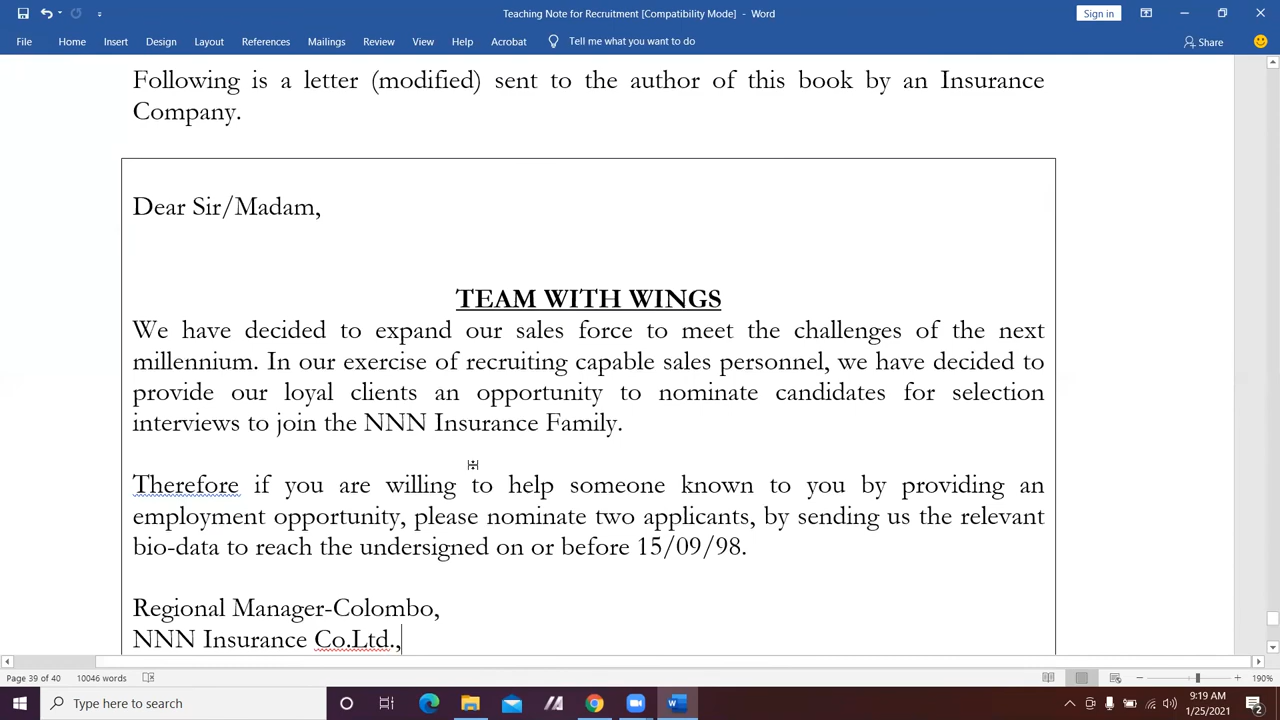 Teaching Note for Recruitment [Compatibility Mode] - Word
Sign in
File Home Insert Design Layout References Mailings Review View Help Acrobat Tell me what you want to do Share
Following is a letter (modified) sent to the author of this book by an Insurance
Company.
Dear Sir/Madam,
TEAM WITH WINGS
We have decided to expand our sales force to meet the challenges of the next
millennium. In our exercise of recruiting capable sales personnel, we have decided to
provide our loyal clients an opportunity to nominate candidates for selection
interviews to join the NNN Insurance Family.
Therefore if you are willing to help someone known to you by providing an
employment opportunity, please nominate two applicants, by sending us the relevant
bio-data to reach the undersigned on or before 15/09/98.
Regional Manager-Colombo,
NNN Insurance Co.Ltd.,
Page 39 of 40 10046 words 190%
Type here to search
9:19 AM
1/25/2021
2